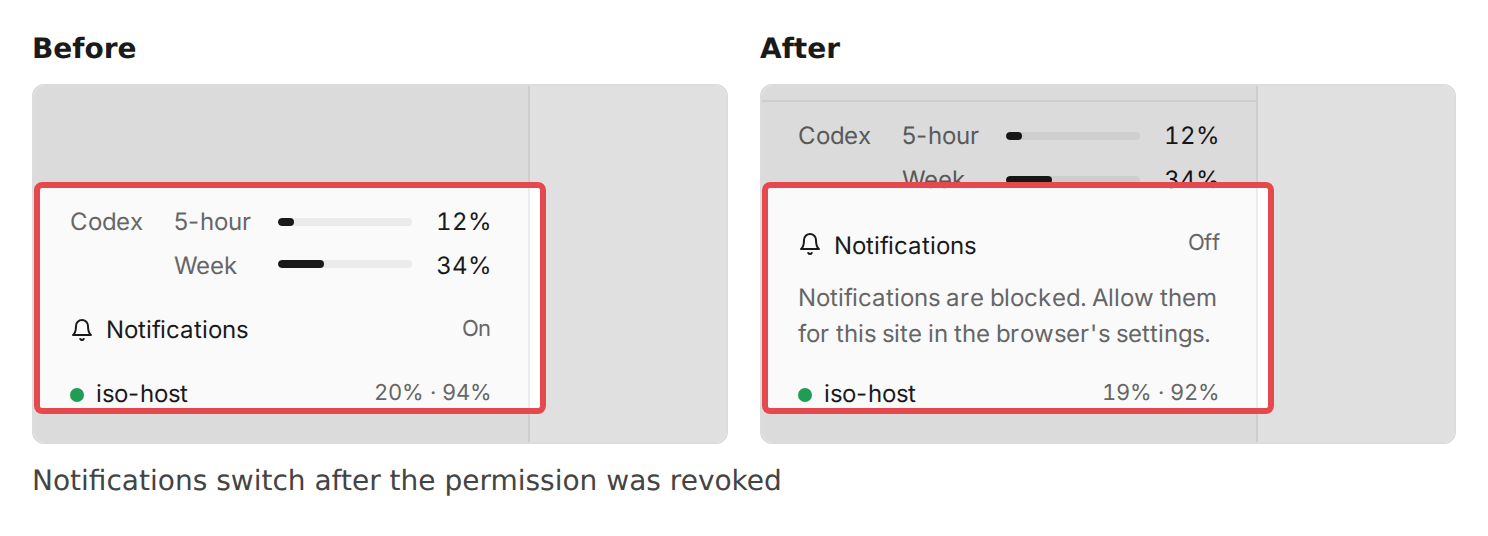 Before
Codex 5-hour 12%
Week 34%
Notifications On
iso-host 20% · 94%
After
Codex 5-hour 12%
Week 34%
Notifications Off
Notifications are blocked. Allow them
for this site in the browser's settings.
iso-host 19% · 92%
Notifications switch after the permission was revoked